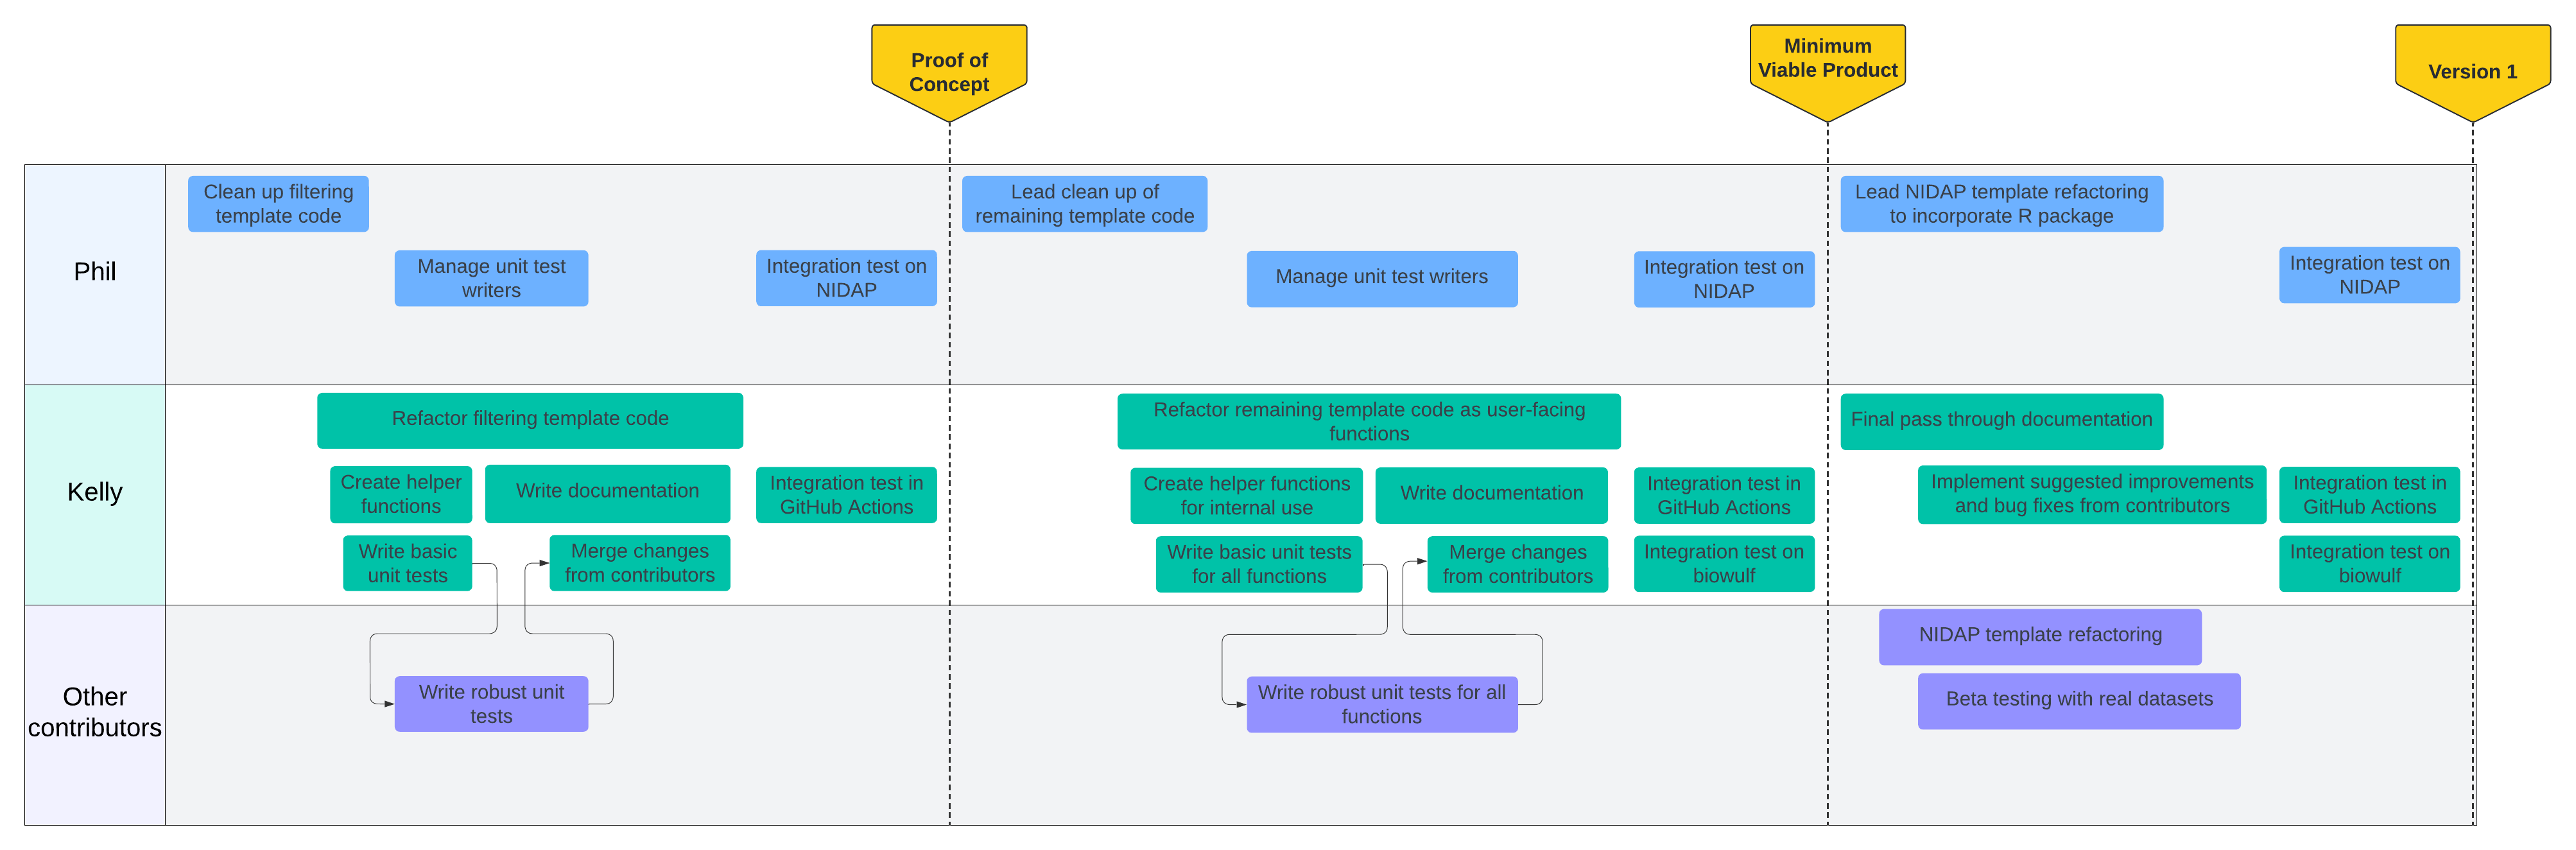 Proof of
Concept
Minimum
Viable Product
Version 1
Phil
Clean up filtering
template code
Lead clean up of
remaining template code
Lead NIDAP template refactoring
to incorporate R package
Manage unit test
writers
Integration test on
NIDAP
Manage unit test writers
Integration test on
NIDAP
Integration test on
NIDAP
Kelly
Refactor filtering template code
Refactor remaining template code as user-facing
functions
Final pass through documentation
Create helper
functions
Write documentation
Integration test in
GitHub Actions
Create helper functions
for internal use
Write documentation
Integration test in
GitHub Actions
Implement suggested improvements
and bug fixes from contributors
Integration test in
GitHub Actions
Write basic
unit tests
Merge changes
from contributors
Write basic unit tests
for all functions
Merge changes
from contributors
Integration test on
biowulf
Integration test on
biowulf
Other
contributors
NIDAP template refactoring
Write robust unit
tests
Write robust unit tests for all
functions
Beta testing with real datasets